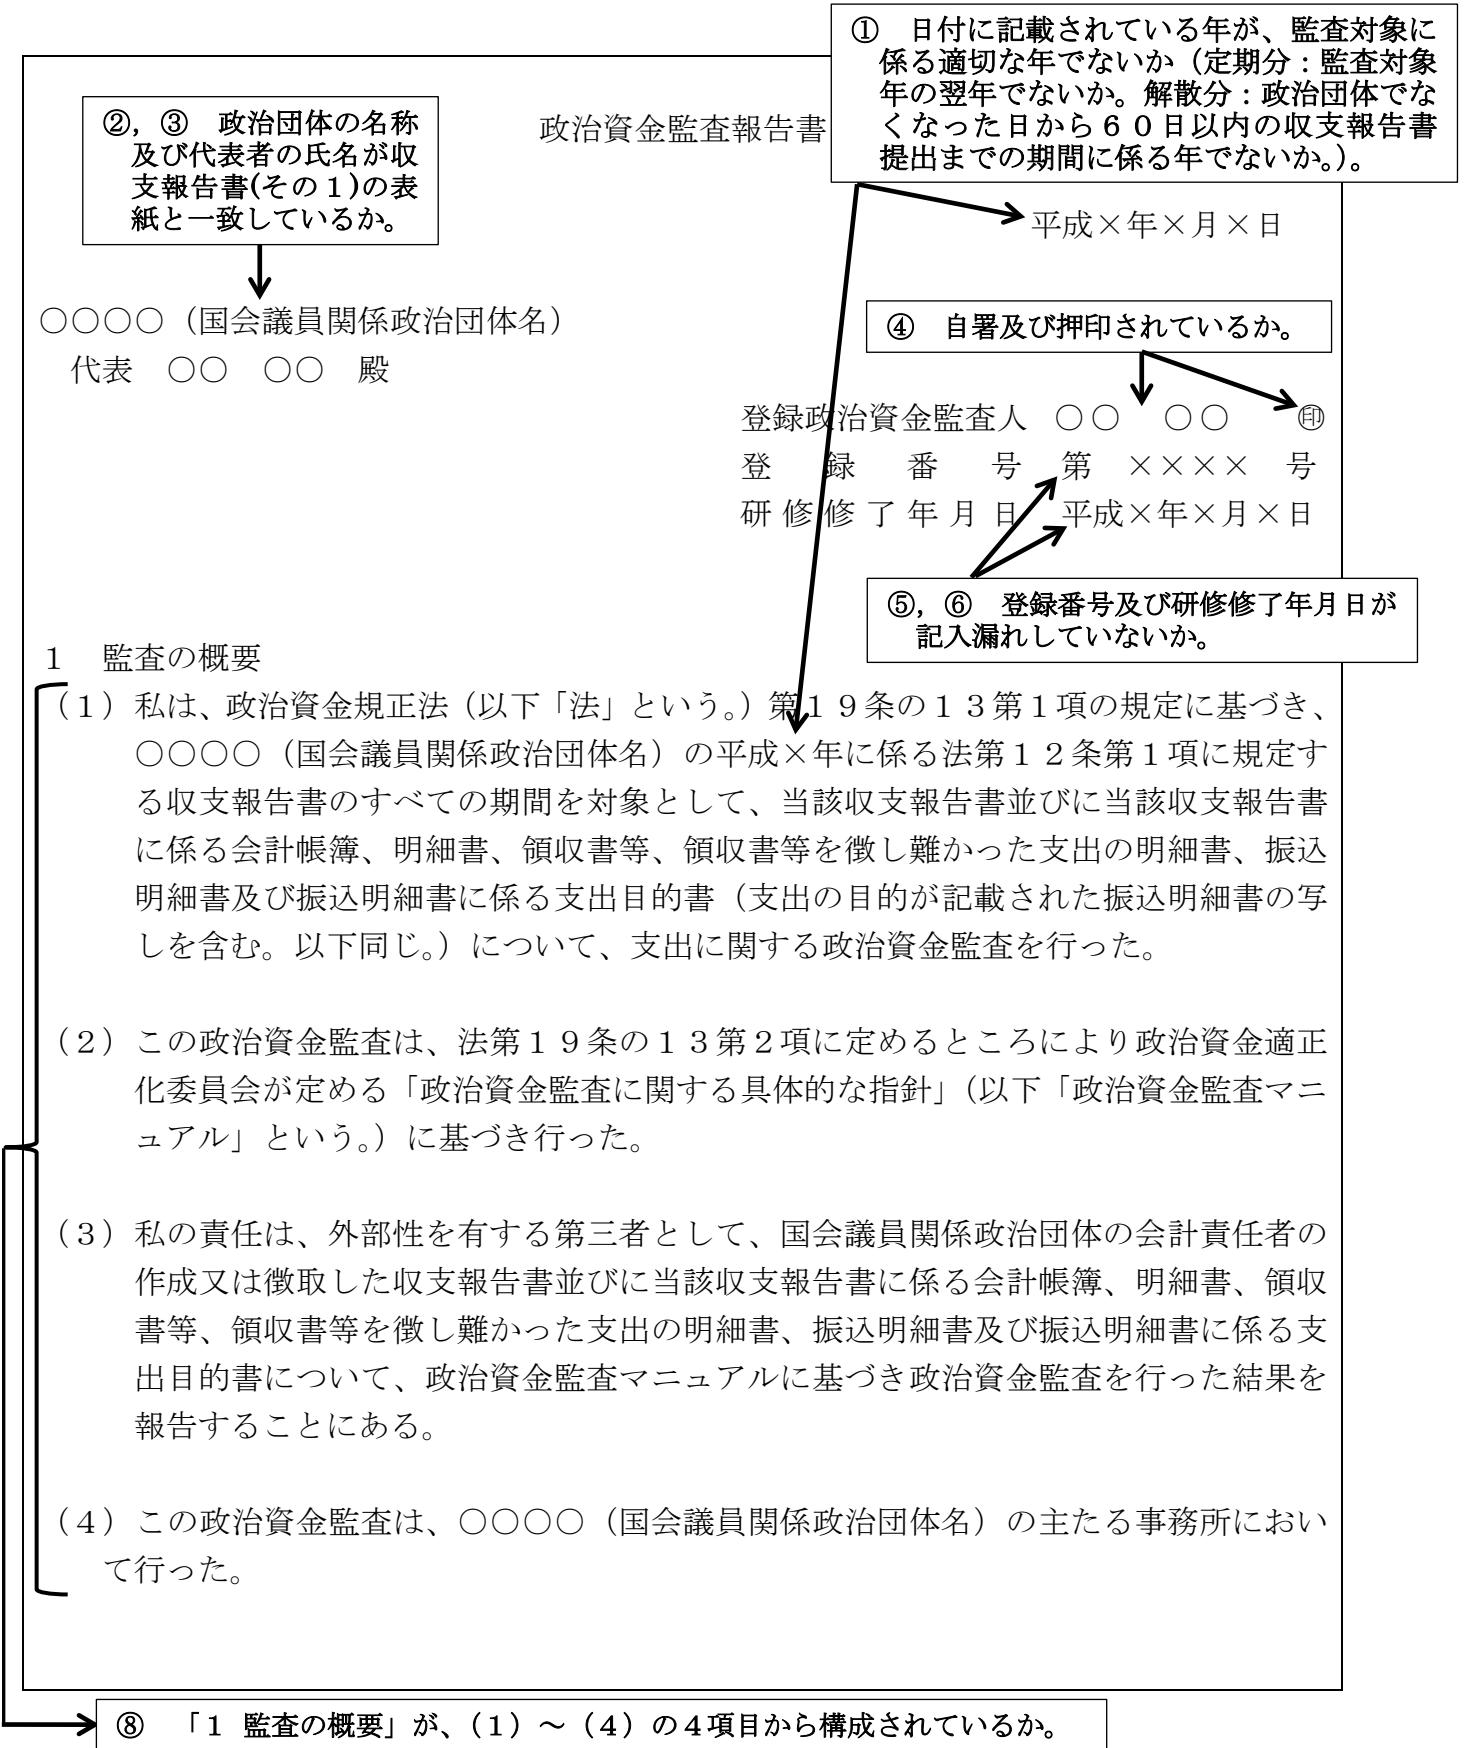 ① 日付に記載されている年が、監査対象に
係る適切な年でないか（定期分：監査対象
年の翌年でないか。解散分：政治団体でな
くなった日から６０日以内の収支報告書
提出までの期間に係る年でないか。）。
②，③ 政治団体の名称
及び代表者の氏名が収
支報告書(その１)の表
紙と一致しているか。
政治資金監査報告書
平成×年×月×日
○○○○（国会議員関係政治団体名）
代表 ○○ ○○ 殿
④ 自署及び押印されているか。
登録政治資金監査人 ○○ ○○ ㊞
登録番号 第 ×××× 号
研修修了年月日 平成×年×月×日
⑤，⑥ 登録番号及び研修修了年月日が
記入漏れしていないか。
１ 監査の概要
（１）私は、政治資金規正法（以下「法」という。）第１９条の１３第１項の規定に基づき、
○○○○（国会議員関係政治団体名）の平成×年に係る法第１２条第１項に規定す
る収支報告書のすべての期間を対象として、当該収支報告書並びに当該収支報告書
に係る会計帳簿、明細書、領収書等、領収書等を徴し難かった支出の明細書、振込
明細書及び振込明細書に係る支出目的書（支出の目的が記載された振込明細書の写
しを含む。以下同じ。）について、支出に関する政治資金監査を行った。
（２）この政治資金監査は、法第１９条の１３第２項に定めるところにより政治資金適正
化委員会が定める「政治資金監査に関する具体的な指針」（以下「政治資金監査マニ
ュアル」という。）に基づき行った。
（３）私の責任は、外部性を有する第三者として、国会議員関係政治団体の会計責任者の
作成又は徴取した収支報告書並びに当該収支報告書に係る会計帳簿、明細書、領収
書等、領収書等を徴し難かった支出の明細書、振込明細書及び振込明細書に係る支
出目的書について、政治資金監査マニュアルに基づき政治資金監査を行った結果を
報告することにある。
（４）この政治資金監査は、○○○○（国会議員関係政治団体名）の主たる事務所におい
て行った。
⑧ 「１ 監査の概要」が、（１）～（４）の４項目から構成されているか。